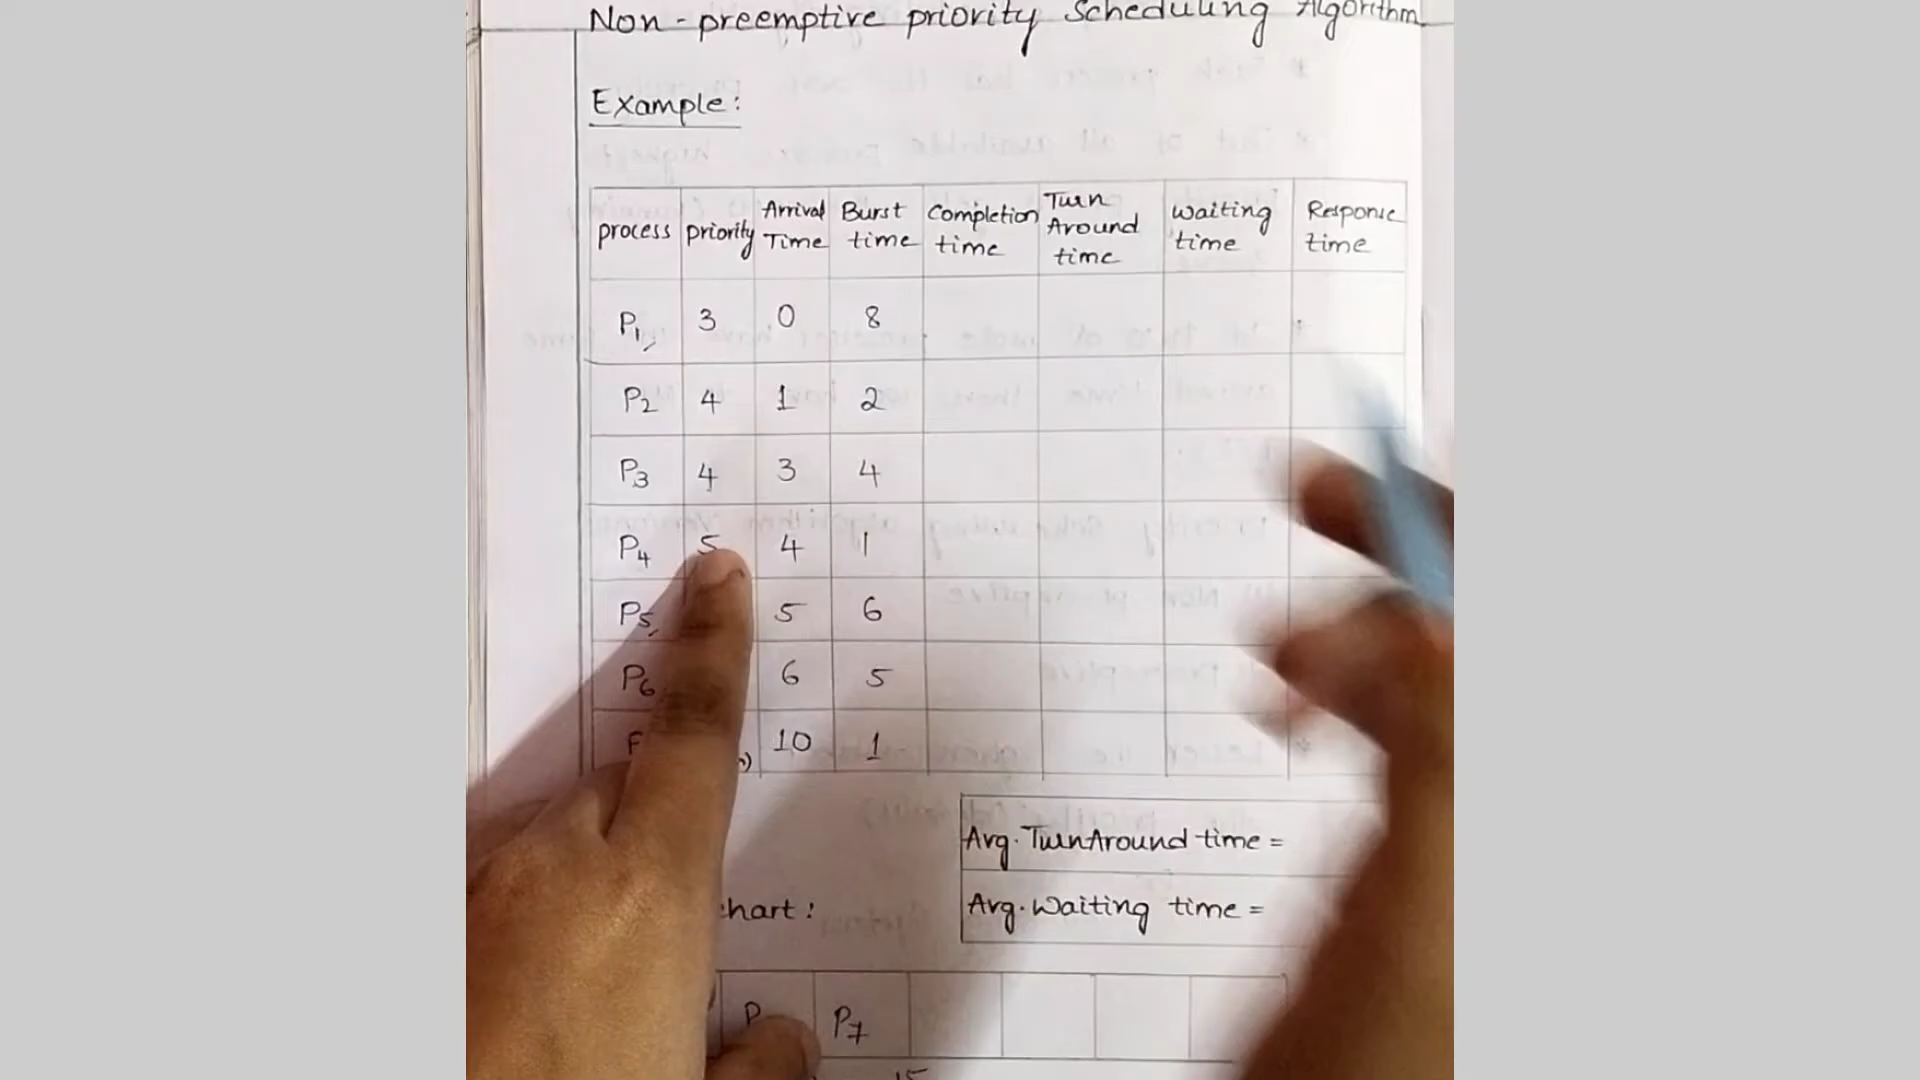 Non-preemptive priority Scheduling Algorithm
Example:
process priority Arrival Time Burst time Completion time Turn Around time Waiting time Response time
P1 3 0 8
P2 4 1 2
P3 4 3 4
P4 5 4 1
P5 5 6
P6 6 5
10 1
Avg. TurnAround time =
Avg. Waiting time =
chart:
P P7
15